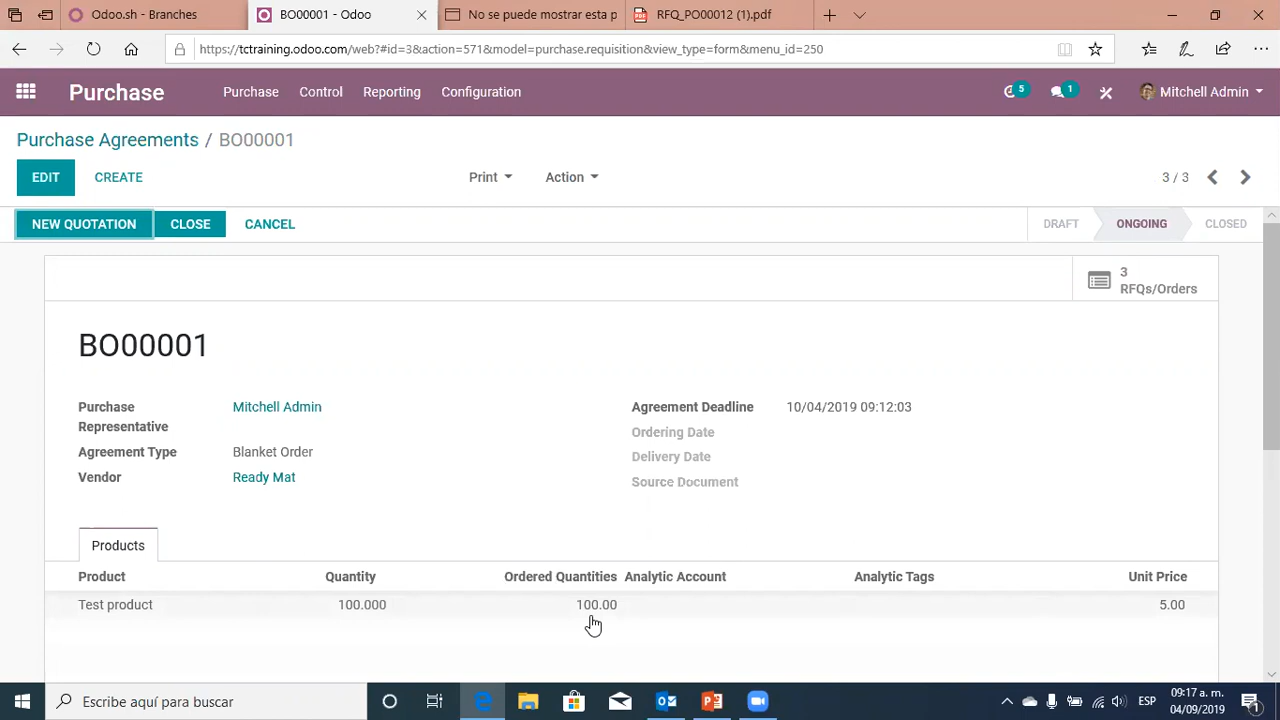 Odoo.sh - Branches
BO00001 - Odoo
No se puede mostrar esta p
RFQ_PO00012 (1).pdf
https://tctraining.odoo.com/web?#id=3&action=571&model=purchase.requisition&view_type=form&menu_id=250
Purchase Purchase Control Reporting Configuration 5 1 Mitchell Admin
Purchase Agreements / BO00001
EDIT CREATE Print Action 3 / 3
NEW QUOTATION CLOSE CANCEL DRAFT ONGOING CLOSED
3
RFQs/Orders
BO00001
Purchase Representative Mitchell Admin
Agreement Type Blanket Order
Vendor Ready Mat
Agreement Deadline 10/04/2019 09:12:03
Ordering Date
Delivery Date
Source Document
Products
Product Quantity Ordered Quantities Analytic Account Analytic Tags Unit Price
Test product 100.000 100.00 5.00
Escribe aquí para buscar
ESP
09:17 a. m.
04/09/2019
1